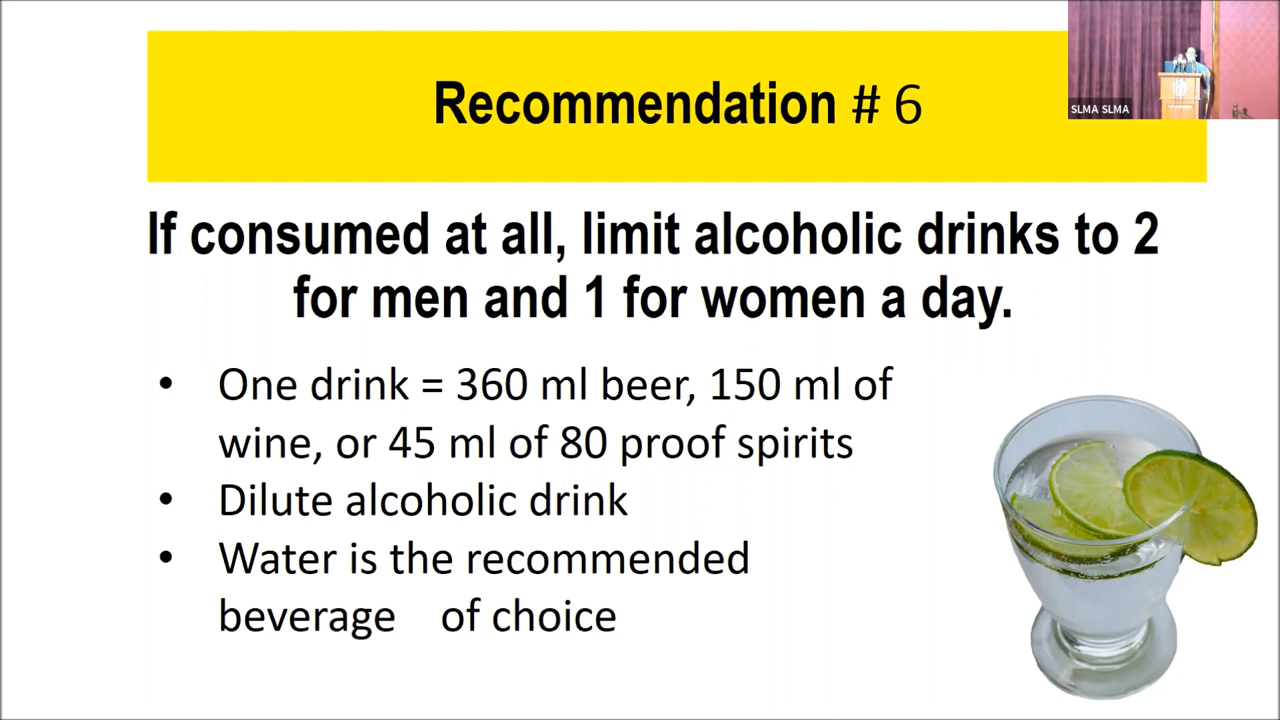 Recommendation # 6
SLMA SLMA
If consumed at all, limit alcoholic drinks to 2
for men and 1 for women a day.
• One drink = 360 ml beer, 150 ml of
wine, or 45 ml of 80 proof spirits
• Dilute alcoholic drink
• Water is the recommended
beverage of choice